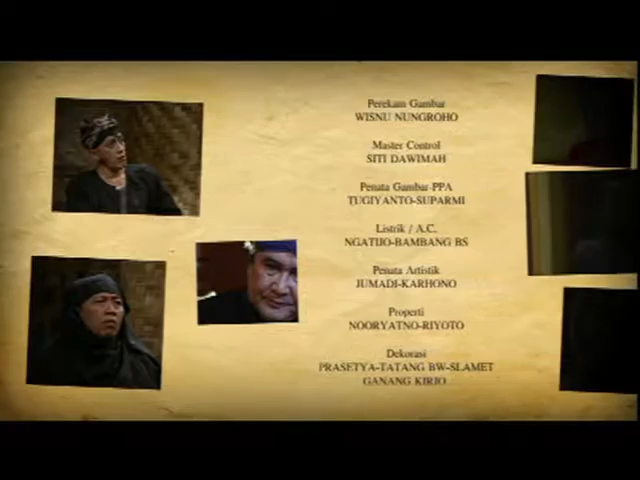 Perekam Gambar
WISNU NUNGROHO
Master Control
SITI DAWIMAH
Penata Gambar-PPA
TUGIYANTO-SUPARMI
Listrik / A.C.
NGATIJO-BAMBANG BS
Penata Artistik
JUMADI-KARHONO
Properti
NOORYATNO-RIYOTO
Dekorasi
PRASETYA-TATANG BW-SLAMET
GANANG KIRJO